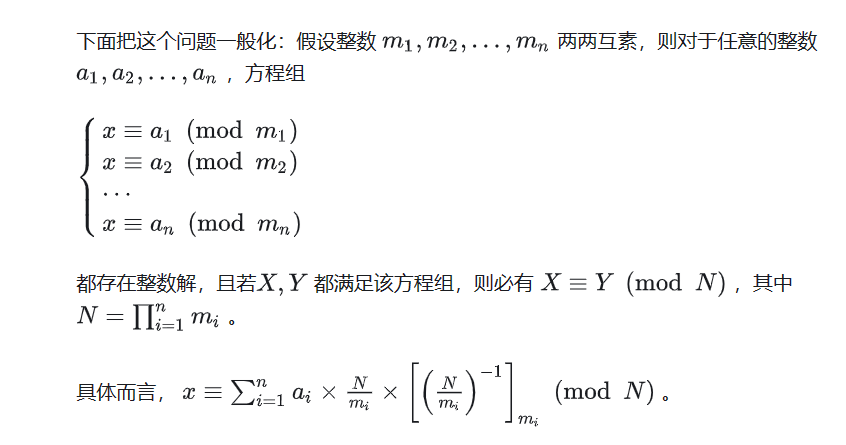 下面把这个问题一般化：假设整数 $m_1, m_2, \ldots, m_n$ 两两互素，则对于任意的整数
$a_1, a_2, \ldots, a_n$ ，方程组
$\begin{cases} x \equiv a_1 \pmod {m_1} \\ x \equiv a_2 \pmod {m_2} \\ \cdots \\ x \equiv a_n \pmod {m_n} \end{cases}$
都存在整数解，且若$X, Y$ 都满足该方程组，则必有 $X \equiv Y \pmod N$ ，其中
$N = \prod_{i=1}^{n} m_i$ 。
具体而言， $x \equiv \sum_{i=1}^{n} a_i \times \frac{N}{m_i} \times \left[ \left( \frac{N}{m_i} \right)^{-1} \right]_{m_i} \pmod N$ 。